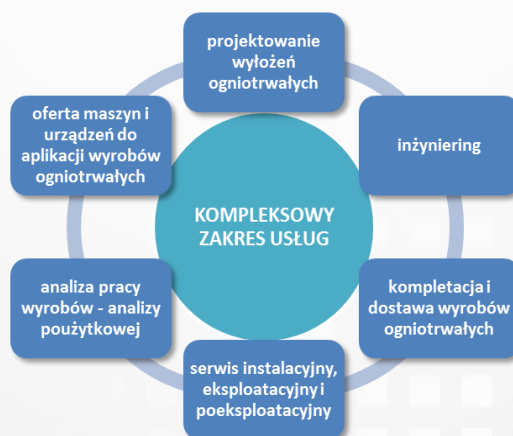 projektowanie
wyłożeń
ogniotrwałych
inżyniering
kompletacja i
dostawa wyrobów
ogniotrwałych
serwis instalacyjny,
eksploatacyjny i
poeksploatacyjny
analiza pracy
wyrobów - analizy
poużytkowej
oferta maszyn i
urządzeń do
aplikacji wyrobów
ogniotrwałych
KOMPLEKSOWY
ZAKRES USŁUG